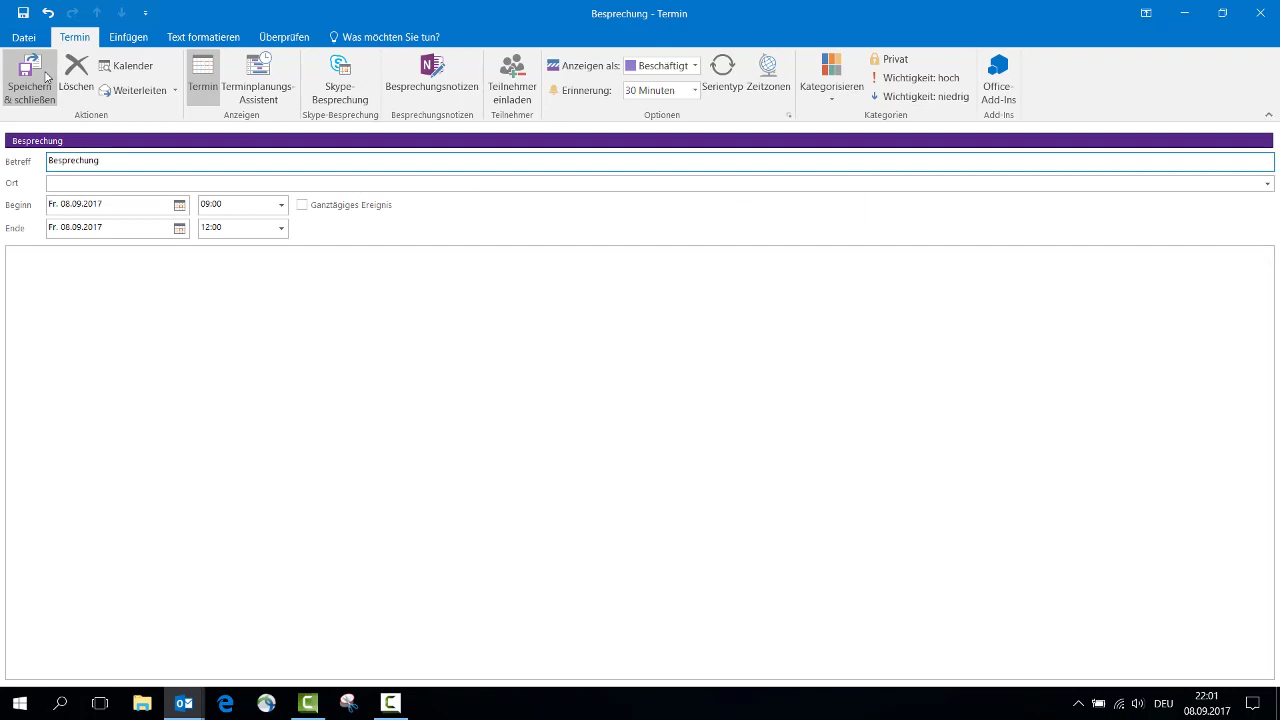 Besprechung - Termin
Datei Termin Einfügen Text formatieren Überprüfen Was möchten Sie tun?
Speichern & schließen Löschen Kalender Weiterleiten Termin Terminplanungs-Assistent Skype-Besprechung Besprechungsnotizen Teilnehmer einladen Anzeigen als: Beschäftigt Erinnerung: 30 Minuten Serientyp Zeitzonen Kategorisieren Privat Wichtigkeit: hoch Wichtigkeit: niedrig Office-Add-Ins
Aktionen Anzeigen Skype-Besprechung Besprechungsnotizen Teilnehmer Optionen Kategorien Add-Ins
Besprechung
Betreff Besprechung
Ort
Beginn Fr. 08.09.2017 09:00 Ganztägiges Ereignis
Ende Fr. 08.09.2017 12:00
DEU 22:01
08.09.2017